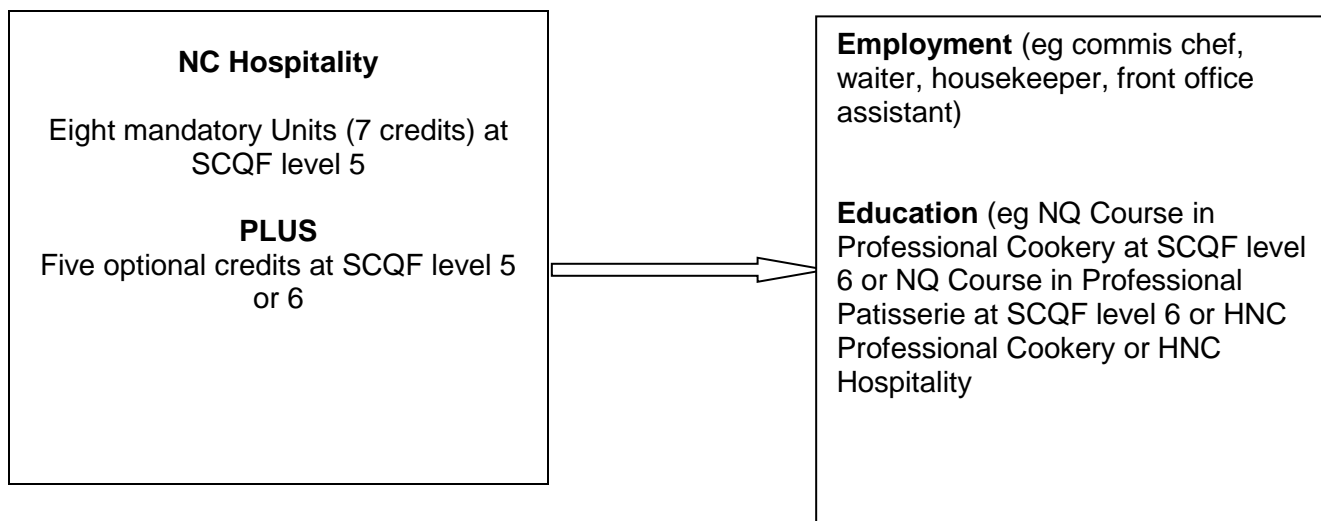 NC Hospitality
Eight mandatory Units (7 credits) at
SCQF level 5
PLUS
Five optional credits at SCQF level 5
or 6
Employment (eg commis chef,
waiter, housekeeper, front office
assistant)
Education (eg NQ Course in
Professional Cookery at SCQF level
6 or NQ Course in Professional
Patisserie at SCQF level 6 or HNC
Professional Cookery or HNC
Hospitality